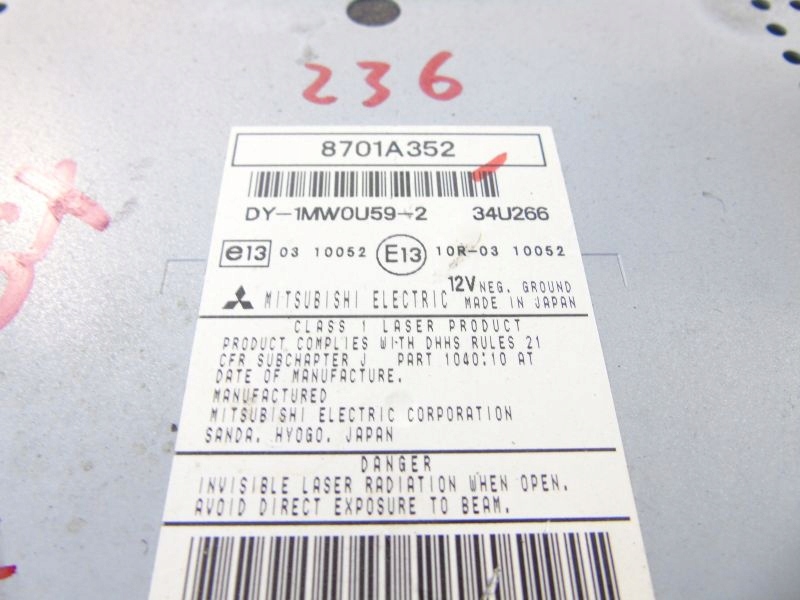 236
8701A352
DY-1MW0U59-2 34U266
e13 03 10052 E13 10R-03 10052
12V NEG. GROUND
MITSUBISHI ELECTRIC MADE IN JAPAN
CLASS 1 LASER PRODUCT
PRODUCT COMPLIES WITH DHHS RULES 21
CFR SUBCHAPTER J PART 1040:10 AT
DATE OF MANUFACTURE.
MANUFACTURED
MITSUBISHI ELECTRIC CORPORATION
SANDA. HYOGO. JAPAN
DANGER
INVISIBLE LASER RADIATION WHEN OPEN.
AVOID DIRECT EXPOSURE TO BEAM.